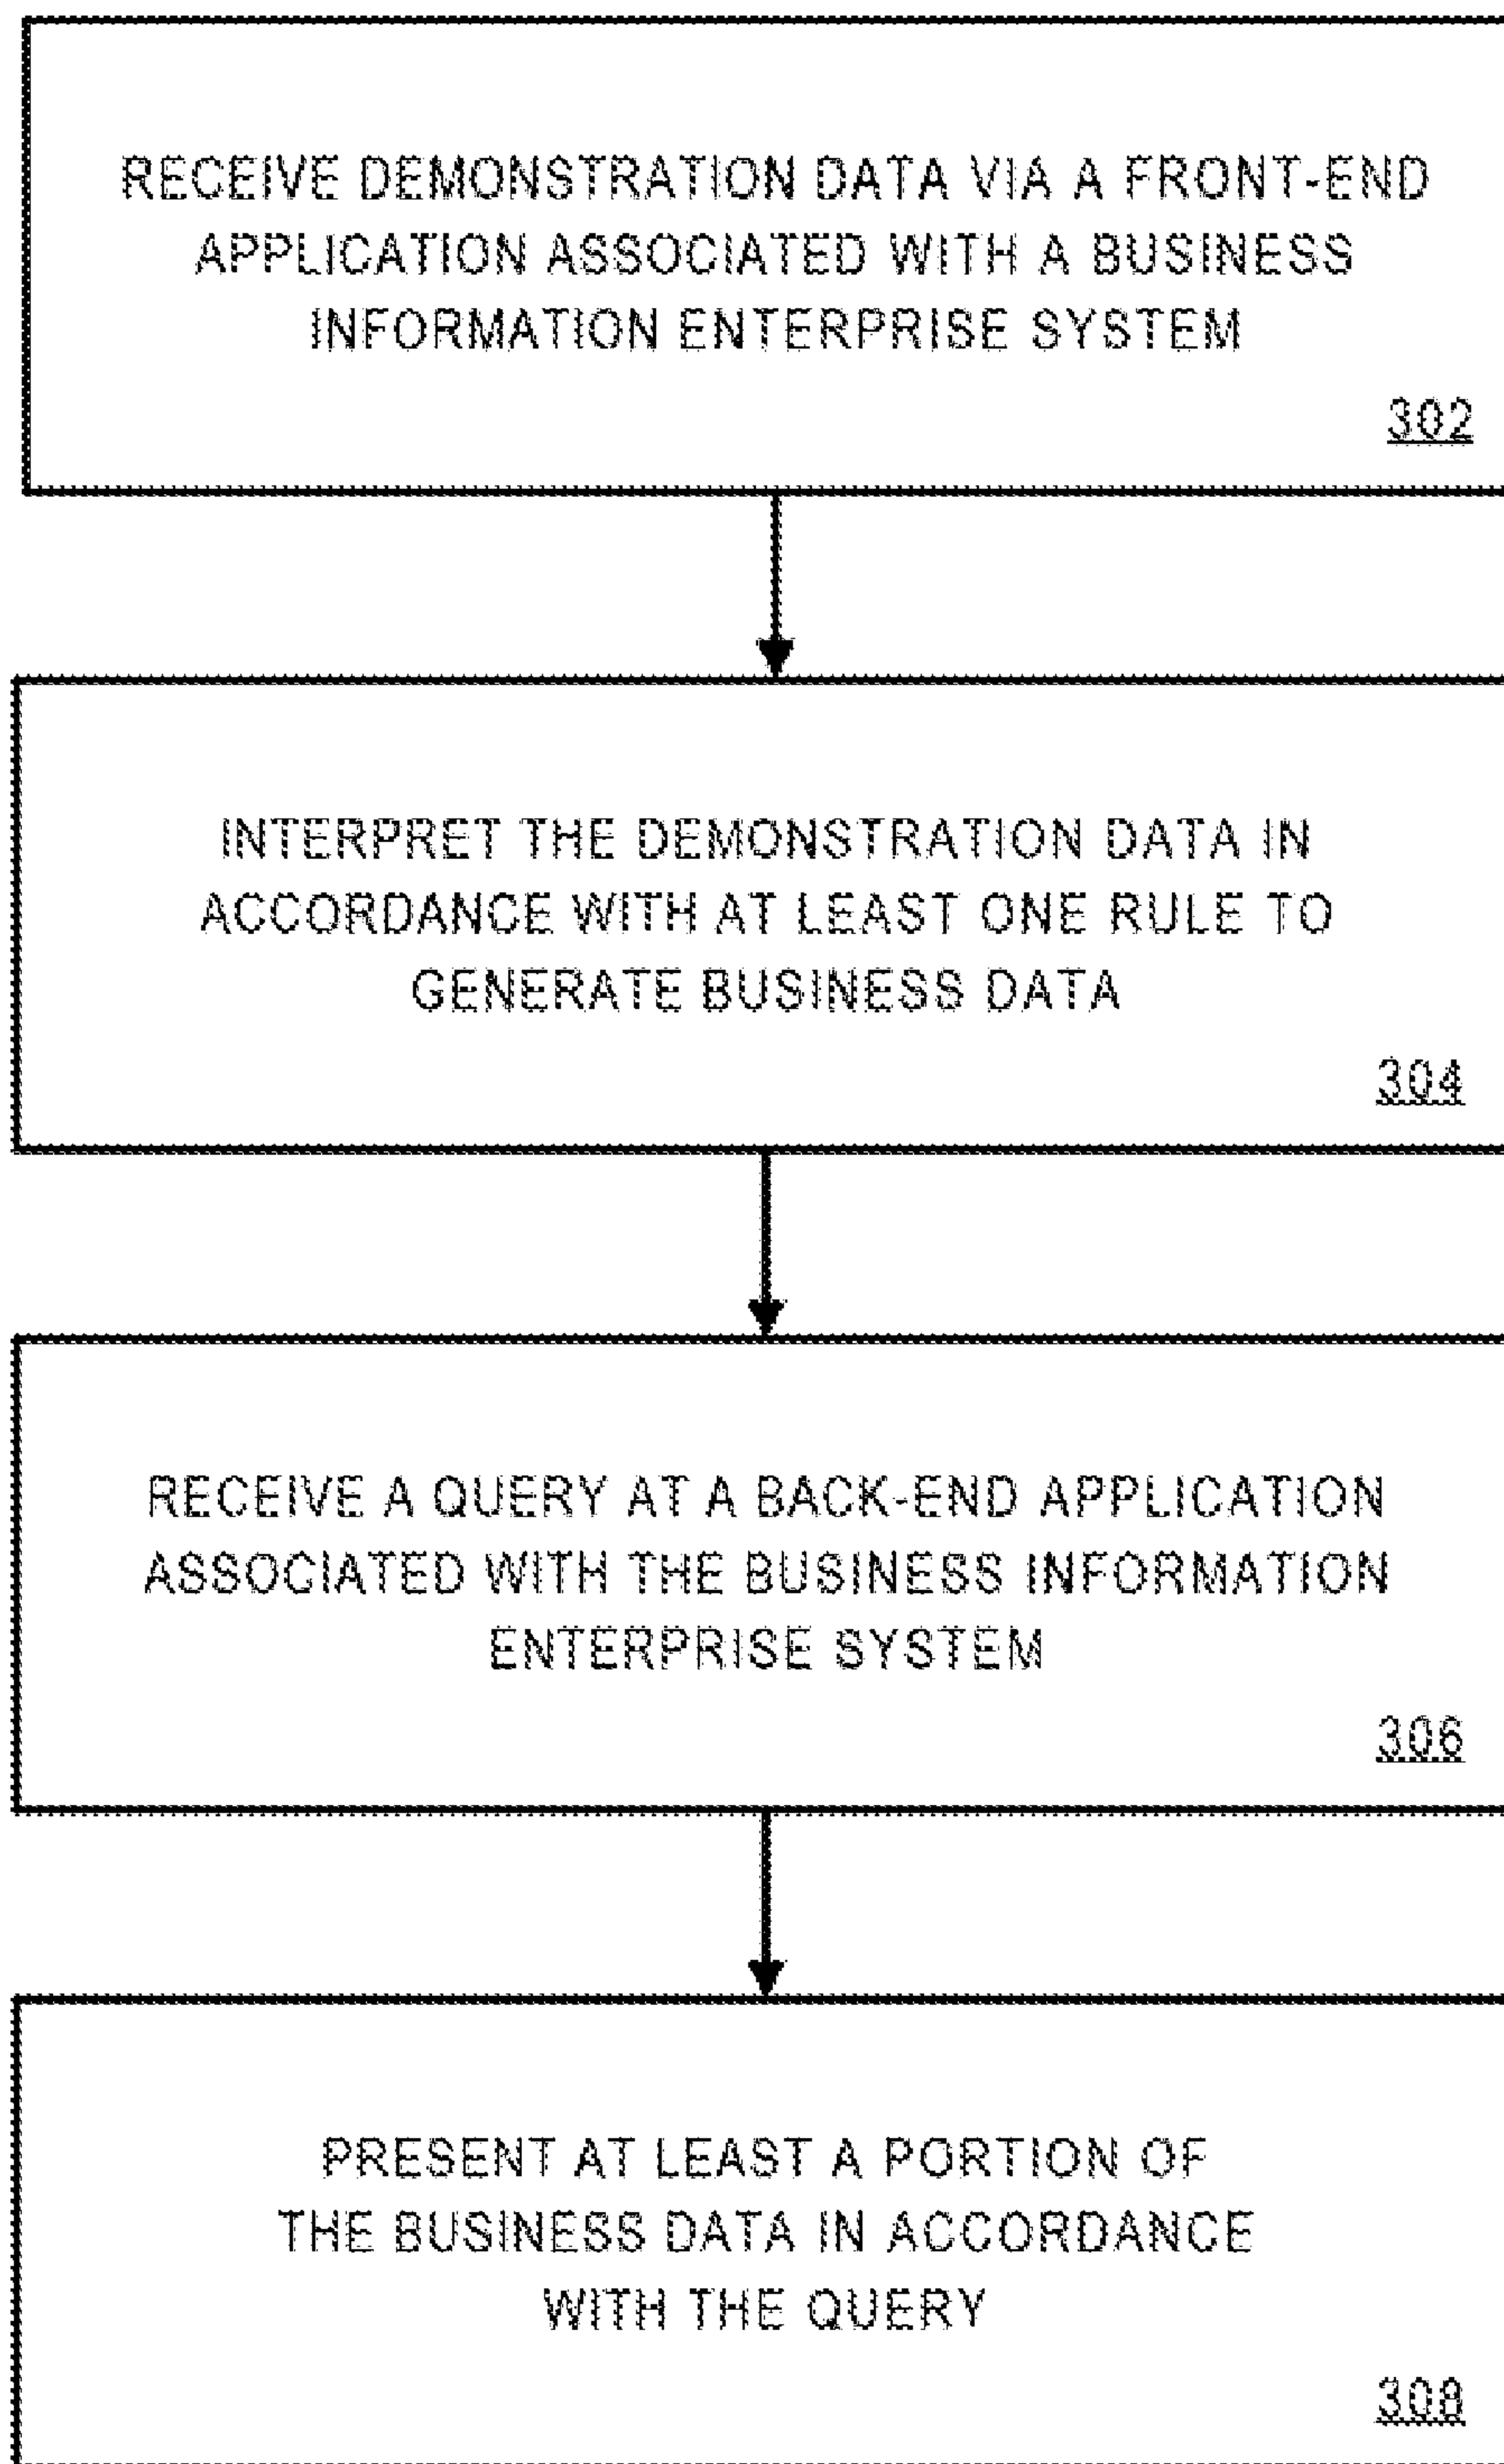 RECEIVE DEMONSTRATION DATA VIA A FRONT-END
APPLICATION ASSOCIATED WITH A BUSINESS
INFORMATION ENTERPRISE SYSTEM
302
INTERPRET THE DEMONSTRATION DATA IN
ACCORDANCE WITH AT LEAST ONE RULE TO
GENERATE BUSINESS DATA
304
RECEIVE A QUERY AT A BACK-END APPLICATION
ASSOCIATED WITH THE BUSINESS INFORMATION
ENTERPRISE SYSTEM
306
PRESENT AT LEAST A PORTION OF
THE BUSINESS DATA IN ACCORDANCE
WITH THE QUERY
308